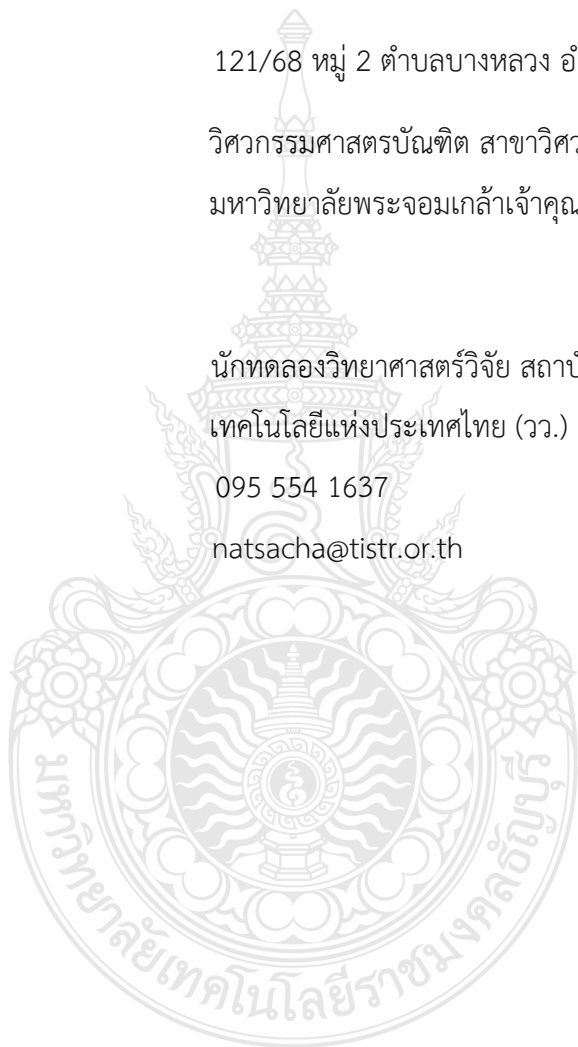 121/68 หมู่ 2 ตำบลบางหลวง
วิศวกรรมศาสตรบัณฑิต
มหาวิทยาลัยพระจอมเกล้าเจ้าคุณ
นักทดลองวิทยาศาสตร์วิจัย
เทคโนโลยีแห่งประเทศไทย (วว.)
095 554 1637
natsacha@tistr.or.th
มหาวิทยาลัยเทคโนโลยีราชมงคลธัญบุรี